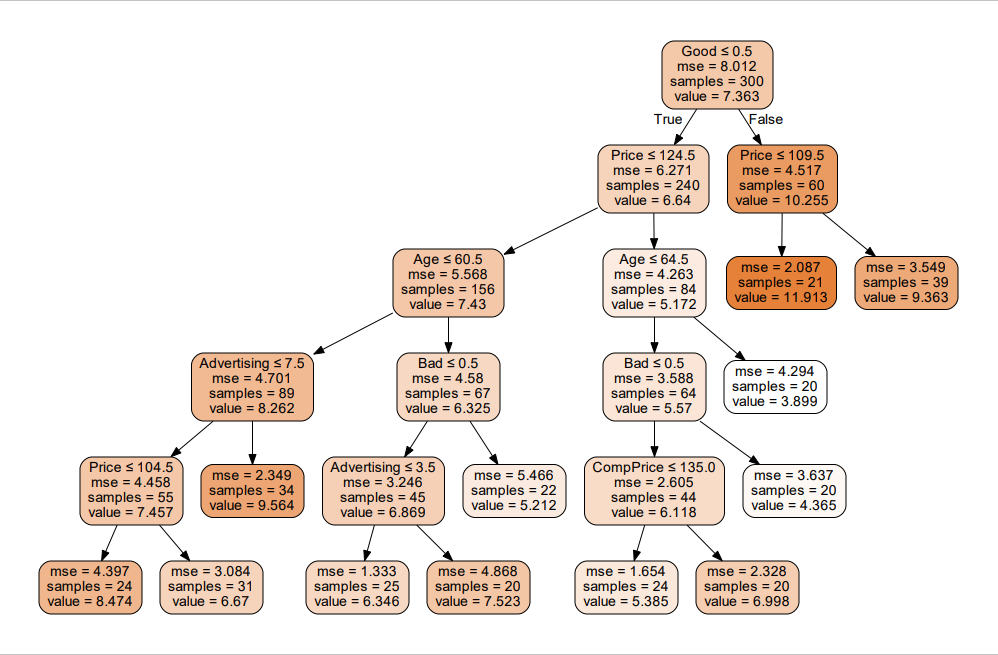 Good ≤ 0.5
mse = 8.012
samples = 300
value = 7.363
True
False
Price ≤ 124.5
mse = 6.271
samples = 240
value = 6.64
Price ≤ 109.5
mse = 4.517
samples = 60
value = 10.255
Age ≤ 60.5
mse = 5.568
samples = 156
value = 7.43
Age ≤ 64.5
mse = 4.263
samples = 84
value = 5.172
mse = 2.087
samples = 21
value = 11.913
mse = 3.549
samples = 39
value = 9.363
Advertising ≤ 7.5
mse = 4.701
samples = 89
value = 8.262
Bad ≤ 0.5
mse = 4.58
samples = 67
value = 6.325
Bad ≤ 0.5
mse = 3.588
samples = 64
value = 5.57
mse = 4.294
samples = 20
value = 3.899
Price ≤ 104.5
mse = 4.458
samples = 55
value = 7.457
mse = 2.349
samples = 34
value = 9.564
Advertising ≤ 3.5
mse = 3.246
samples = 45
value = 6.869
mse = 5.466
samples = 22
value = 5.212
CompPrice ≤ 135.0
mse = 2.605
samples = 44
value = 6.118
mse = 3.637
samples = 20
value = 4.365
mse = 4.397
samples = 24
value = 8.474
mse = 3.084
samples = 31
value = 6.67
mse = 1.333
samples = 25
value = 6.346
mse = 4.868
samples = 20
value = 7.523
mse = 1.654
samples = 24
value = 5.385
mse = 2.328
samples = 20
value = 6.998